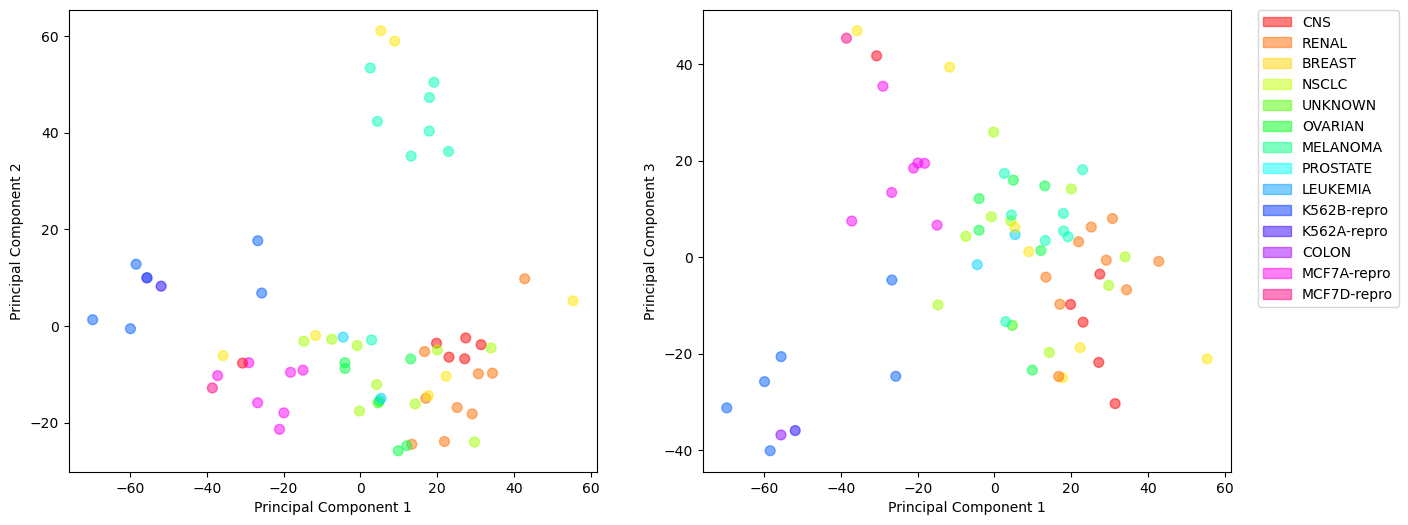 60
40
20
0
−20
−60
−40
−20
0
20
40
60
Principal Component 1
Principal Component 2
40
20
0
−20
−40
−60
−40
−20
0
20
40
60
Principal Component 1
Principal Component 3
CNS
RENAL
BREAST
NSCLC
UNKNOWN
OVARIAN
MELANOMA
PROSTATE
LEUKEMIA
K562B-repro
K562A-repro
COLON
MCF7A-repro
MCF7D-repro